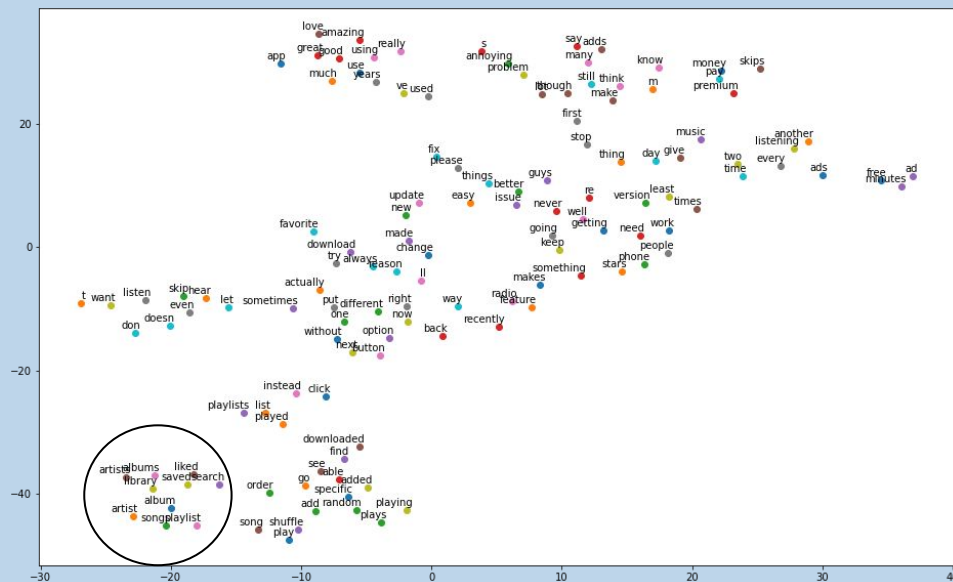 love
amazing
great
good
using
really
app
use
years
much
ve
used
s
annoying
problem
say
adds
many
know
still
think
though
make
m
money
pay
premium
skips
20
first
stop
fix
please
things
better
guys
issue
easy
thing
day
give
music
two
time
listening
another
every
ads
free
minutes
ad
update
new
never
re
well
version
least
times
favorite
made
download
change
try
always
reason
ll
0
going
getting
need
work
keep
people
phone
something
stars
makes
t
want
listen
skip
hear
even
let
don
doesn
actually
sometimes
put
different
one
right
now
way
radio
feature
without
next
option
button
back
recently
−20
instead
click
playlists
list
played
downloaded
find
see
able
go
added
specific
order
add
random
playing
plays
song
shuffle
play
artists
albums
liked
library
saved
search
−40
album
artist
songs
playlist
−30
−20
−10
0
10
20
30